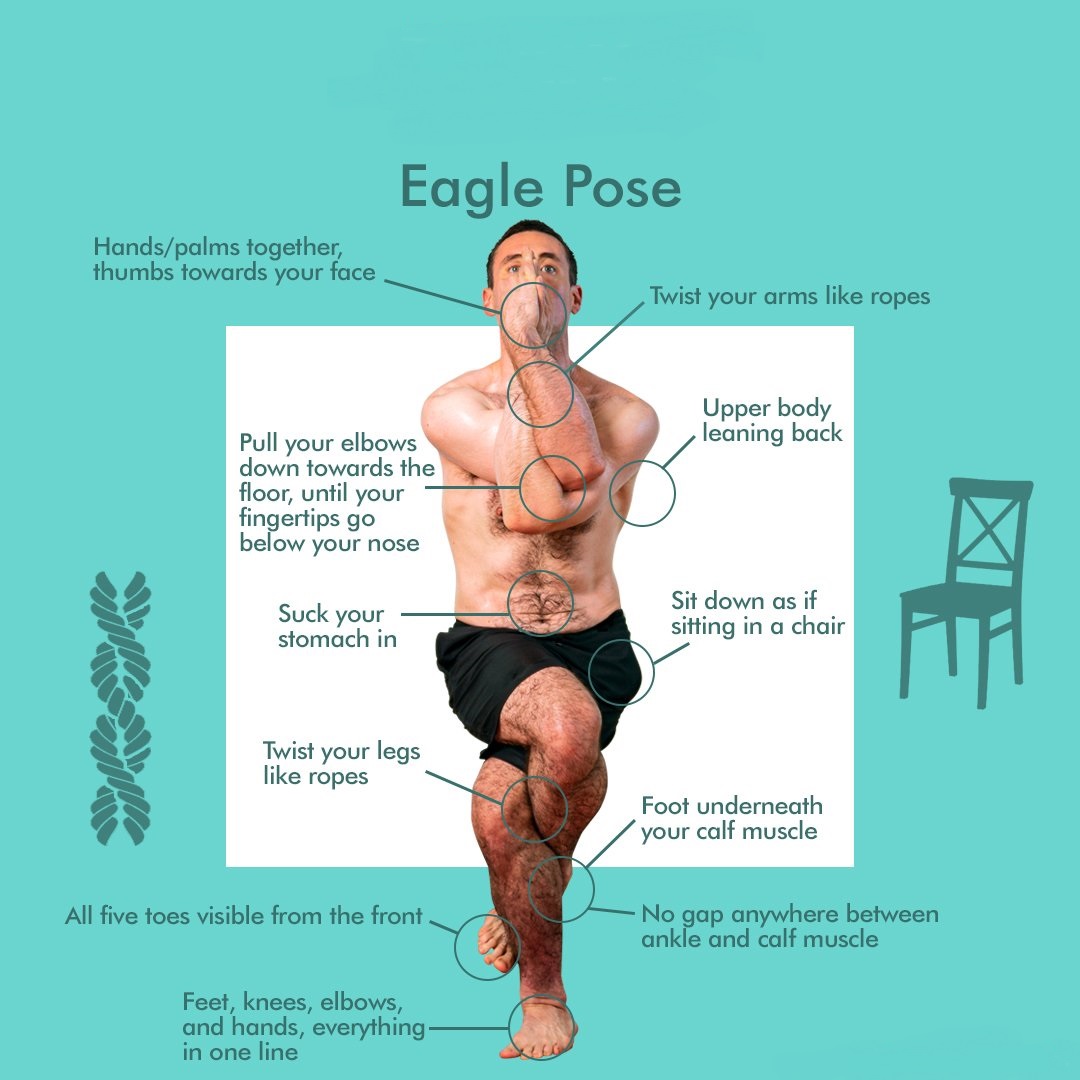 Eagle Pose
Hands/palms together,
thumbs towards your face
Twist your arms like ropes
Upper body
leaning back
Pull your elbows
down towards the
floor, until your
fingertips go
below your nose
Suck your
stomach in
Sit down as if
sitting in a chair
Twist your legs
like ropes
Foot underneath
your calf muscle
All five toes visible from the front
No gap anywhere between
ankle and calf muscle
Feet, knees, elbows,
and hands, everything
in one line